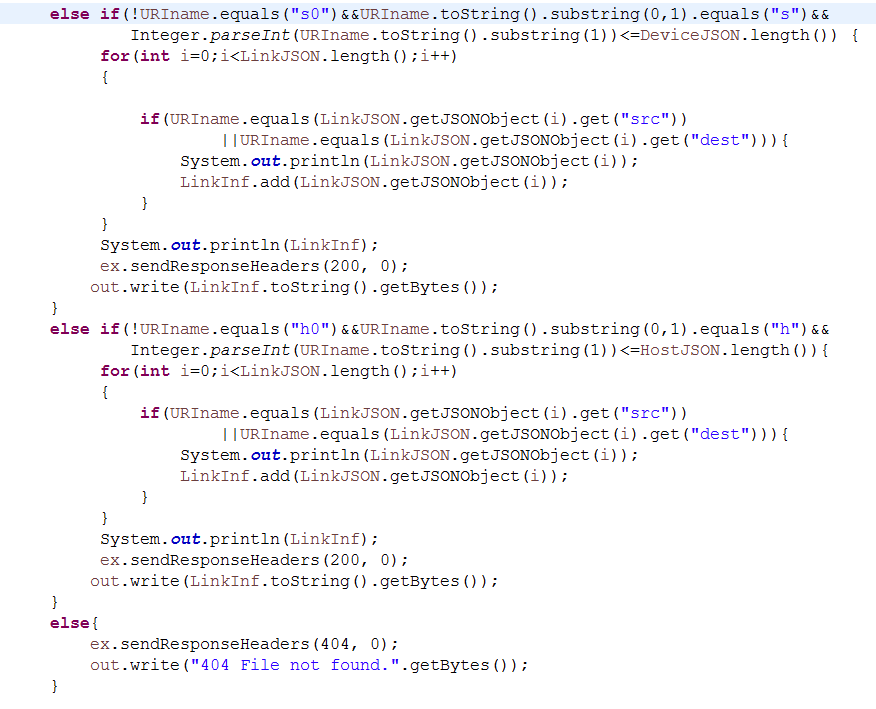 else if(!URIname.equals("s0")&&URIname.toString().substring(0,1).equals("s")&&
Integer.parseInt(URIname.toString().substring(1))<=DeviceJSON.length()) {
for(int i=0;i<LinkJSON.length();i++)
{
if(URIname.equals(LinkJSON.getJSONObject(i).get("src"))
||URIname.equals(LinkJSON.getJSONObject(i).get("dest"))){
System.out.println(LinkJSON.getJSONObject(i));
LinkInf.add(LinkJSON.getJSONObject(i));
}
}
System.out.println(LinkInf);
ex.sendResponseHeaders(200, 0);
out.write(LinkInf.toString().getBytes());
}
else if(!URIname.equals("h0")&&URIname.toString().substring(0,1).equals("h")&&
Integer.parseInt(URIname.toString().substring(1))<=HostJSON.length()){
for(int i=0;i<LinkJSON.length();i++)
{
if(URIname.equals(LinkJSON.getJSONObject(i).get("src"))
||URIname.equals(LinkJSON.getJSONObject(i).get("dest"))){
System.out.println(LinkJSON.getJSONObject(i));
LinkInf.add(LinkJSON.getJSONObject(i));
}
}
System.out.println(LinkInf);
ex.sendResponseHeaders(200, 0);
out.write(LinkInf.toString().getBytes());
}
else{
ex.sendResponseHeaders(404, 0);
out.write("404 File not found.".getBytes());
}